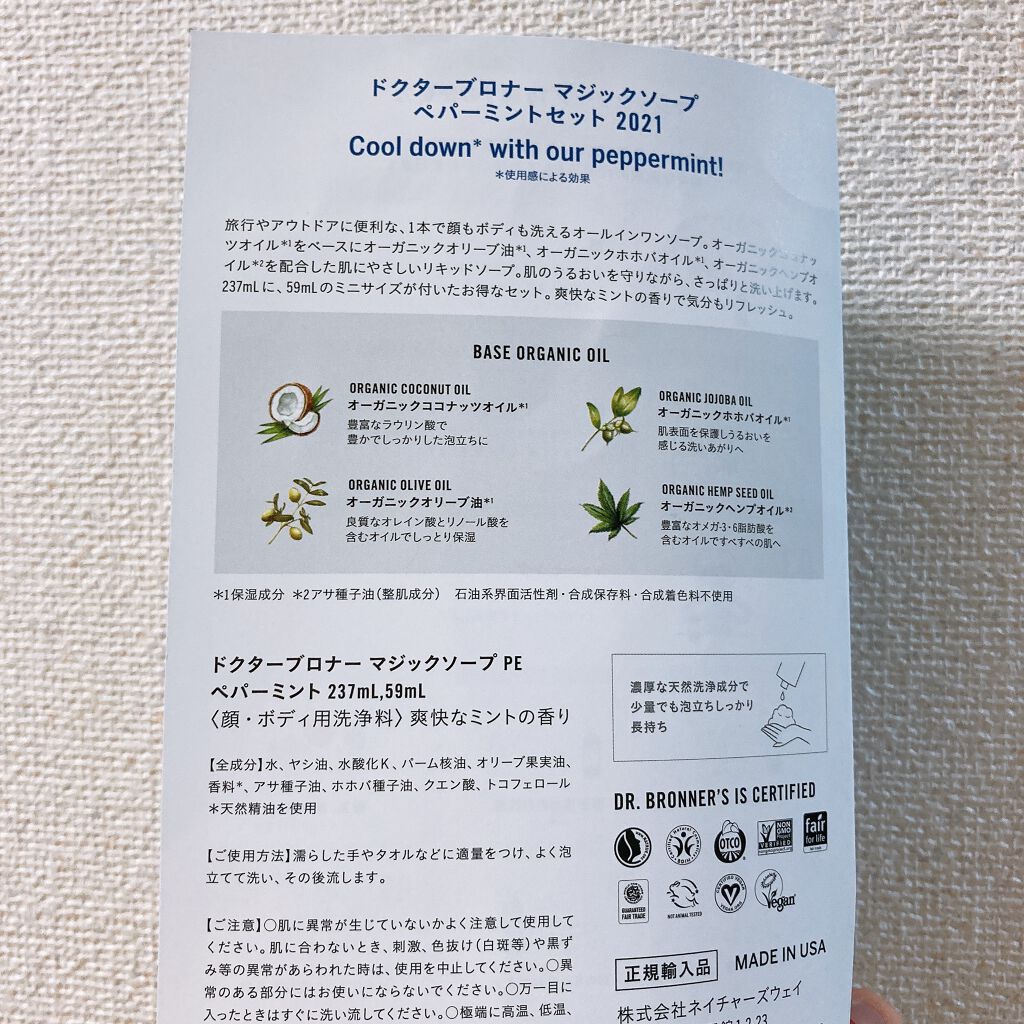 ドクターブロナー マジックソープ
ペパーミントセット 2021
Cool down* with our peppermint!
*使用感による効果
旅行やアウトドアに便利な、1本で顔もボディも洗えるオールインワンソープ。オーガニックココナッ
ツオイル*1をベースにオーガニックオリーブ油*1、オーガニックホホバオイル*1、オーガニックヘンプオ
イル*2を配合した肌にやさしいリキッドソープ。肌のうるおいを守りながら、さっぱりと洗い上げます。
237mLに、59mLのミニサイズが付いたお得なセット。爽快なミントの香りで気分もリフレッシュ。
BASE ORGANIC OIL
ORGANIC COCONUT OIL
オーガニックココナッツオイル*1
豊富なラウリン酸で
豊かでしっかりした泡立ちに
ORGANIC JOJOBA OIL
オーガニックホホバオイル*1
肌表面を保護しうるおいを
感じる洗いあがりへ
ORGANIC OLIVE OIL
オーガニックオリーブ油*1
良質なオレイン酸とリノール酸を
含むオイルでしっとり保湿
ORGANIC HEMP SEED OIL
オーガニックヘンプオイル*2
豊富なオメガ-3・6脂肪酸を
含むオイルですべすべの肌へ
*1保湿成分 *2アサ種子油(整肌成分) 石油系界面活性剤・合成保存料・合成着色料不使用
ドクターブロナー マジックソープ PE
ペパーミント 237mL,59mL
〈顔・ボディ用洗浄料〉爽快なミントの香り
【全成分】水、ヤシ油、水酸化K、パーム核油、オリーブ果実油、
香料*、アサ種子油、ホホバ種子油、クエン酸、トコフェロール
*天然精油を使用
【ご使用方法】濡らした手やタオルなどに適量をつけ、よく泡
立てて洗い、その後流します。
【ご注意】○肌に異常が生じていないかよく注意して使用して
ください。肌に合わないとき、刺激、色抜け(白斑等)や黒ず
み等の異常があらわれた時は、使用を中止してください。○異
常のある部分にはお使いにならないでください。○万一目に
入ったときはすぐに洗い流してください。○極端に高温、低温、
濃厚な天然洗浄成分で
少量でも泡立ちしっかり
長持ち
DR. BRONNER'S IS CERTIFIED
OTCO
NON
GMO
Project
VERIFIED
nongmoproject.org
fair
for life
GUARANTEED
FAIR TRADE
NOT ANIMAL TESTED
Vegan
正規輸入品 MADE IN USA
株式会社ネイチャーズウェイ